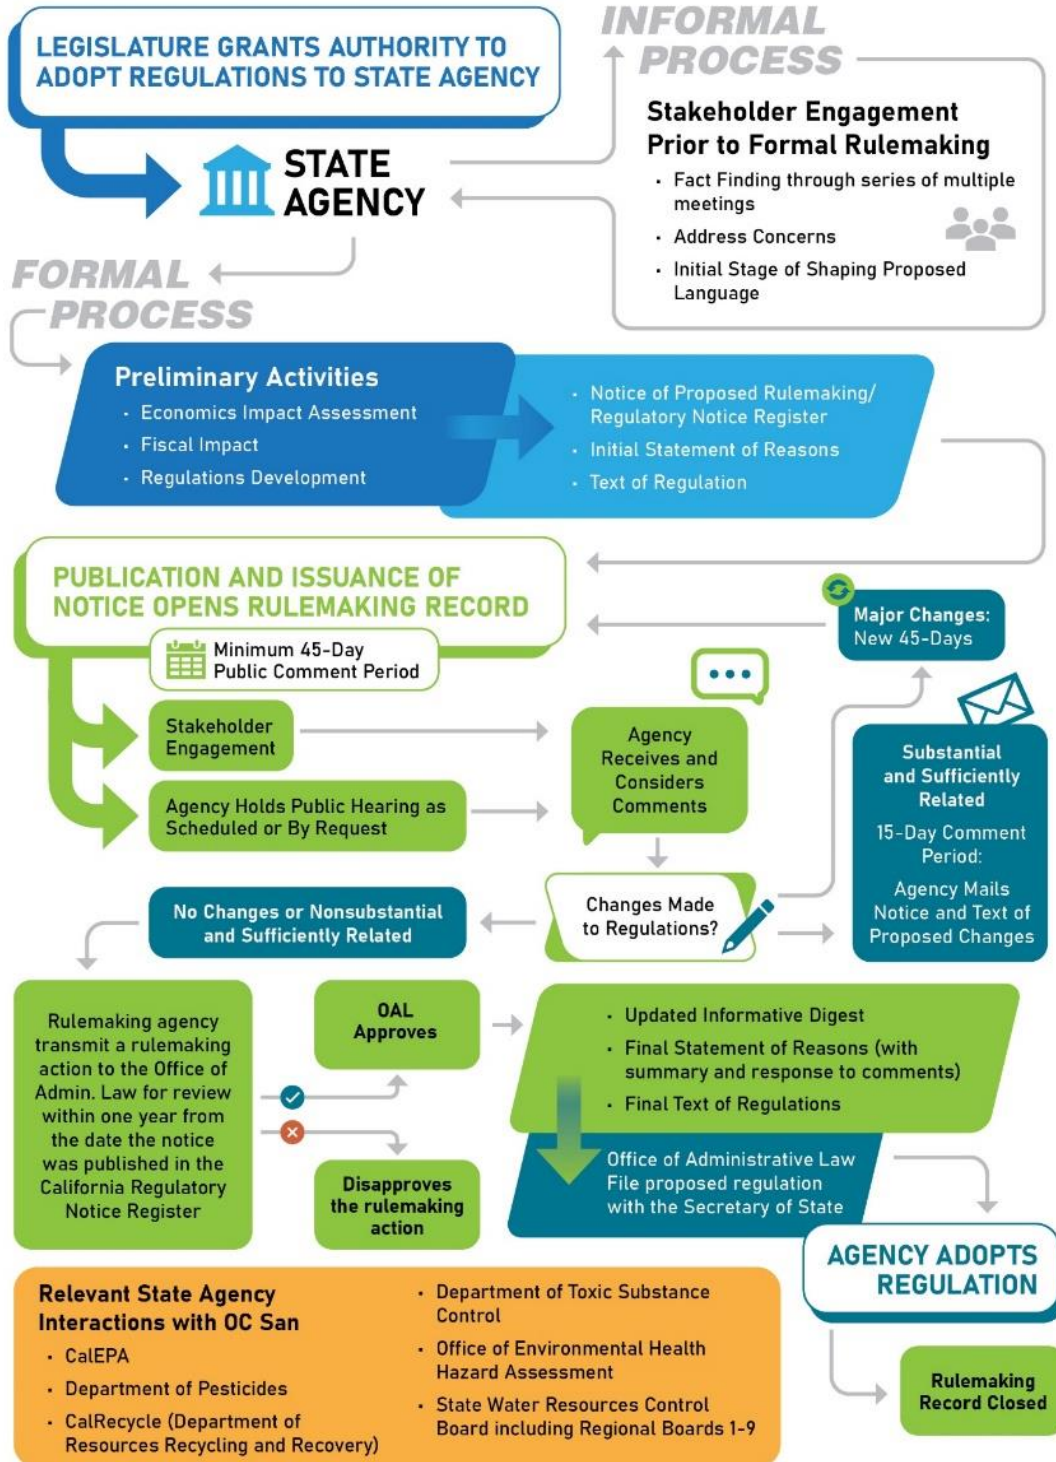 LEGISLATURE GRANTS AUTHORITY TO
ADOPT REGULATIONS TO STATE AGENCY
INFORMAL
PROCESS
STATE
AGENCY
Stakeholder Engagement
Prior to Formal Rulemaking
• Fact Finding through series of multiple
meetings
• Address Concerns
• Initial Stage of Shaping Proposed
Language
FORMAL
PROCESS
Preliminary Activities
• Economics Impact Assessment
• Fiscal Impact
• Regulations Development
• Notice of Proposed Rulemaking/
Regulatory Notice Register
• Initial Statement of Reasons
• Text of Regulation
PUBLICATION AND ISSUANCE OF
NOTICE OPENS RULEMAKING RECORD
Minimum 45-Day
Public Comment Period
Major Changes:
New 45-Days
Stakeholder
Engagement
Agency Holds Public Hearing as
Scheduled or By Request
Agency
Receives and
Considers
Comments
Substantial
and Sufficiently
Related
15-Day Comment
Period:
Agency Mails
Notice and Text of
Proposed Changes
Changes Made
to Regulations?
No Changes or Nonsubstantial
and Sufficiently Related
Rulemaking agency
transmit a rulemaking
action to the Office of
Admin. Law for review
within one year from
the date the notice
was published in the
California Regulatory
Notice Register
OAL
Approves
Disapproves
the rulemaking
action
• Updated Informative Digest
• Final Statement of Reasons (with
summary and response to comments)
• Final Text of Regulations
Office of Administrative Law
File proposed regulation
with the Secretary of State
AGENCY ADOPTS
REGULATION
Rulemaking
Record Closed
Relevant State Agency
Interactions with OC San
• CalEPA
• Department of Pesticides
• CalRecycle (Department of
Resources Recycling and Recovery)
• Department of Toxic Substance
Control
• Office of Environmental Health
Hazard Assessment
• State Water Resources Control
Board including Regional Boards 1-9